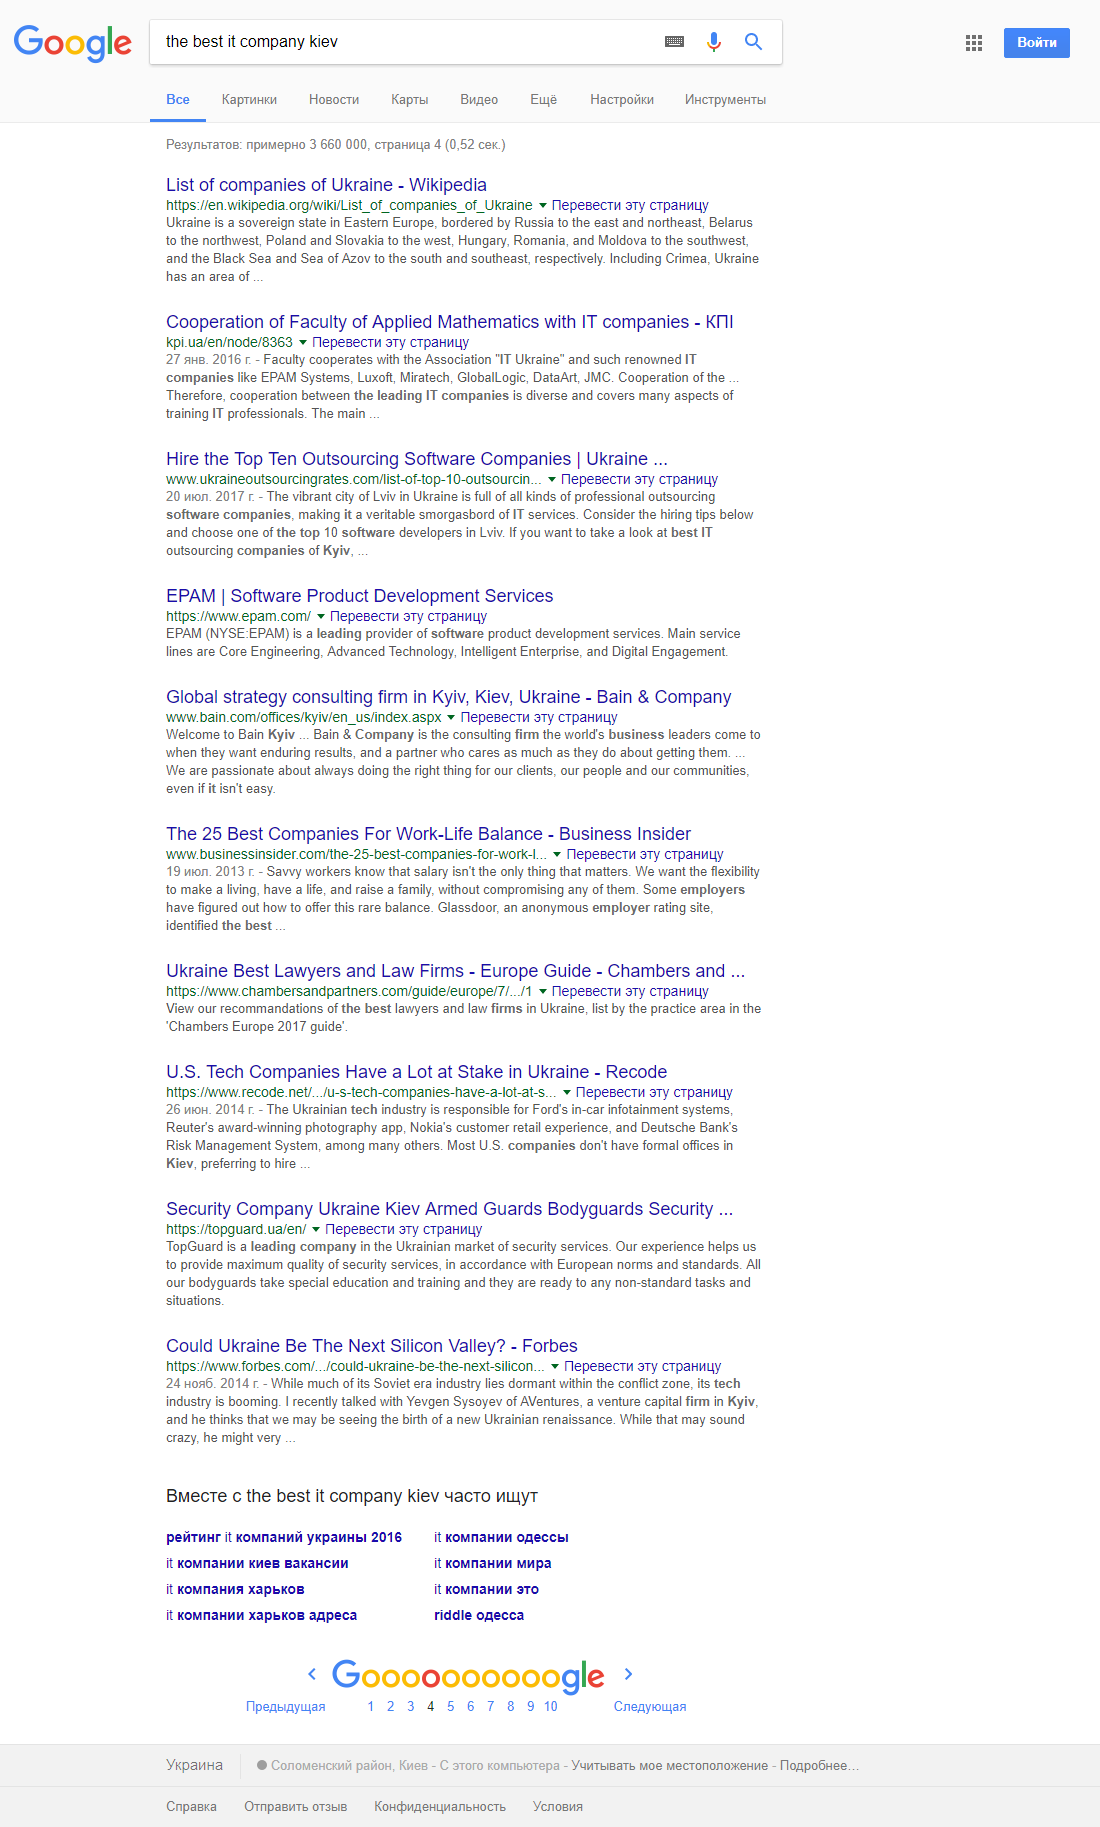 Google
the best it company kiev
Войти
Все Картинки Новости Карты Видео Ещё Настройки Инструменты
Результатов: примерно 3 660 000, страница 4 (0,52 сек.)
List of companies of Ukraine - Wikipedia
https://en.wikipedia.org/wiki/List_of_companies_of_Ukraine Перевести эту страницу
Ukraine is a sovereign state in Eastern Europe, bordered by Russia to the east and northeast, Belarus
to the northwest, Poland and Slovakia to the west, Hungary, Romania, and Moldova to the southwest,
and the Black Sea and Sea of Azov to the south and southeast, respectively. Including Crimea, Ukraine
has an area of ...
Cooperation of Faculty of Applied Mathematics with IT companies - КПІ
kpi.ua/en/node/8363 Перевести эту страницу
27 янв. 2016 г. - Faculty cooperates with the Association "IT Ukraine" and such renowned IT
companies like EPAM Systems, Luxoft, Miratech, GlobalLogic, DataArt, JMC. Cooperation of the ...
Therefore, cooperation between the leading IT companies is diverse and covers many aspects of
training IT professionals. The main ...
Hire the Top Ten Outsourcing Software Companies | Ukraine ...
www.ukraineoutsourcingrates.com/list-of-top-10-outsourcin... Перевести эту страницу
20 июл. 2017 г. - The vibrant city of Lviv in Ukraine is full of all kinds of professional outsourcing
software companies, making it a veritable smorgasbord of IT services. Consider the hiring tips below
and choose one of the top 10 software developers in Lviv. If you want to take a look at best IT
outsourcing companies of Kyiv, ...
EPAM | Software Product Development Services
https://www.epam.com/ Перевести эту страницу
EPAM (NYSE:EPAM) is a leading provider of software product development services. Main service
lines are Core Engineering, Advanced Technology, Intelligent Enterprise, and Digital Engagement.
Global strategy consulting firm in Kyiv, Kiev, Ukraine - Bain & Company
www.bain.com/offices/kyiv/en_us/index.aspx Перевести эту страницу
Welcome to Bain Kyiv ... Bain & Company is the consulting firm the world's business leaders come to
when they want enduring results, and a partner who cares as much as they do about getting them. ...
We are passionate about always doing the right thing for our clients, our people and our communities,
even if it isn't easy.
The 25 Best Companies For Work-Life Balance - Business Insider
www.businessinsider.com/the-25-best-companies-for-work-l... Перевести эту страницу
19 июл. 2013 г. - Savvy workers know that salary isn't the only thing that matters. We want the flexibility
to make a living, have a life, and raise a family, without compromising any of them. Some employers
have figured out how to offer this rare balance. Glassdoor, an anonymous employer rating site,
identified the best ...
Ukraine Best Lawyers and Law Firms - Europe Guide - Chambers and ...
https://www.chambersandpartners.com/guide/europe/7/.../1 Перевести эту страницу
View our recommandations of the best lawyers and law firms in Ukraine, list by the practice area in the
'Chambers Europe 2017 guide'.
U.S. Tech Companies Have a Lot at Stake in Ukraine - Recode
https://www.recode.net/.../u-s-tech-companies-have-a-lot-at-s... Перевести эту страницу
26 июн. 2014 г. - The Ukrainian tech industry is responsible for Ford's in-car infotainment systems,
Reuter's award-winning photography app, Nokia's customer retail experience, and Deutsche Bank's
Risk Management System, among many others. Most U.S. companies don't have formal offices in
Kiev, preferring to hire ...
Security Company Ukraine Kiev Armed Guards Bodyguards Security ...
https://topguard.ua/en/ Перевести эту страницу
TopGuard is a leading company in the Ukrainian market of security services. Our experience helps us
to provide maximum quality of security services, in accordance with European norms and standards. All
our bodyguards take special education and training and they are ready to any non-standard tasks and
situations.
Could Ukraine Be The Next Silicon Valley? - Forbes
https://www.forbes.com/.../could-ukraine-be-the-next-silicon... Перевести эту страницу
24 нояб. 2014 г. - While much of its Soviet era industry lies dormant within the conflict zone, its tech
industry is booming. I recently talked with Yevgen Sysoyev of AVentures, a venture capital firm in Kyiv,
and he thinks that we may be seeing the birth of a new Ukrainian renaissance. While that may sound
crazy, he might very ...
Вместе с the best it company kiev часто ищут
рейтинг it компаний украины 2016 it компании одессы
it компании киев вакансии it компании мира
it компания харьков it компании это
it компании харьков адреса riddle одесса
Goooooooooogle
Предыдущая 1 2 3 4 5 6 7 8 9 10 Следующая
Украина Соломенский район, Киев - С этого компьютера - Учитывать мое местоположение - Подробнее...
Справка Отправить отзыв Конфиденциальность Условия